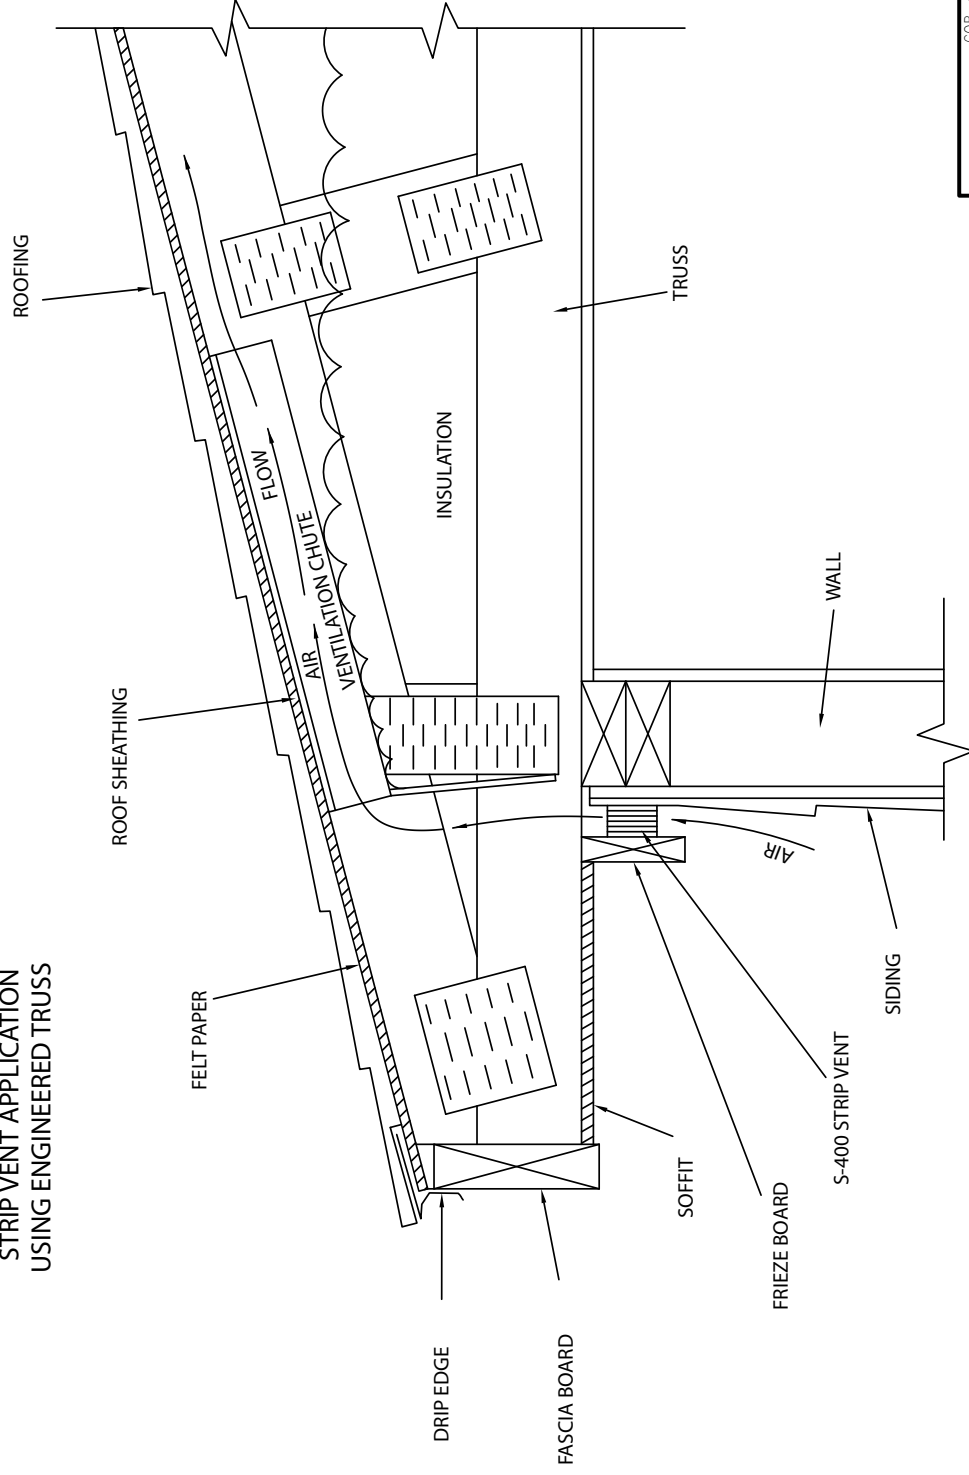 STRIP VENT APPLICATION
USING ENGINEERED TRUSS
ROOFING
ROOF SHEATHING
FELT PAPER
FLOW
AIR
VENTILATION CHUTE
INSULATION
TRUSS
WALL
AIR
SIDING
S-400 STRIP VENT
FRIEZE BOARD
SOFFIT
FASCIA BOARD
DRIP EDGE